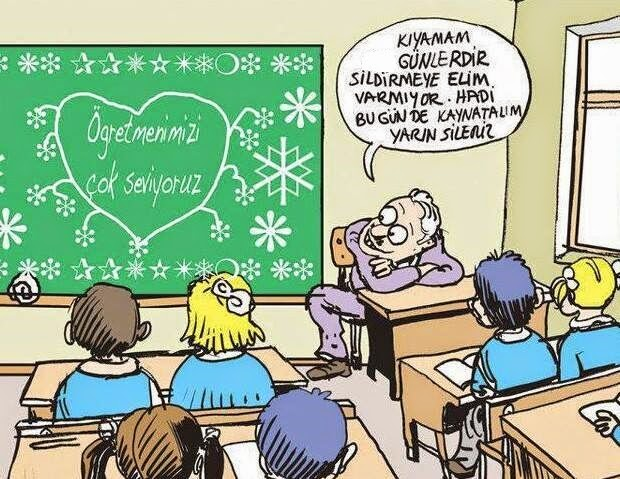 Öğretmenimizi
çok seviyoruz
KIYAMAM
GÜNLERDİR
SİLDİRMEYE ELİM
VARMIYOR. HADİ
BUGÜN DE KAYNATALIM
YARIN SİLERİZ